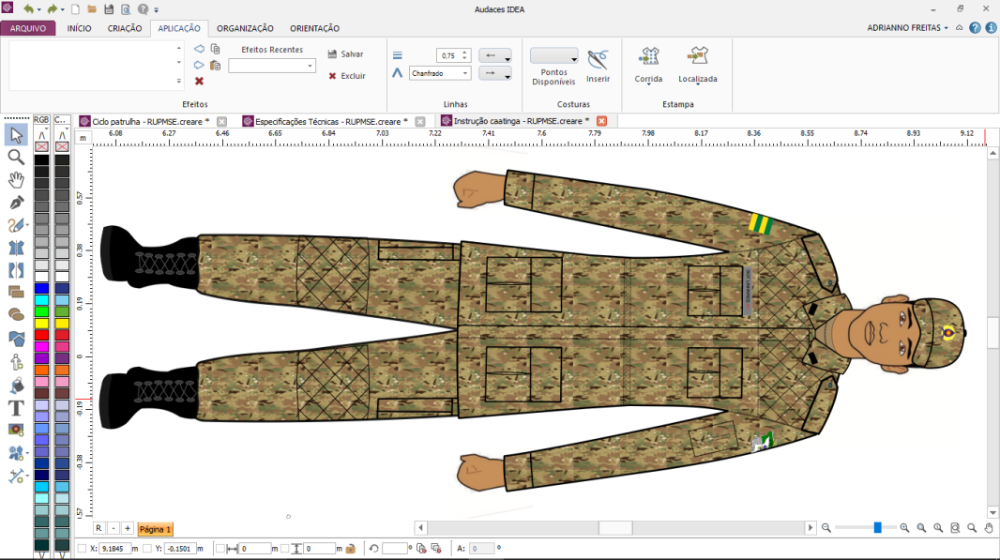 Audaces IDEA
ARQUIVO INÍCIO CRIAÇÃO APLICAÇÃO ORGANIZAÇÃO ORIENTAÇÃO ADRIANNO FREITAS
Efeitos Recentes
Salvar
Excluir
Efeitos
0,75
Chanfrado
Linhas
Pontos
Disponíveis
Inserir
Costuras
Corrida
Localizada
Estampa
RGB C...
Ciclo patrulha - RUPMSE.creare * Especificações Técnicas - RUPMSE.creare * Instrução caatinga - RUPMSE.creare *
m 6.08 6.27 6.46 6.65 6.84 7.03 7.22 7.41 7.6 7.79 7.98 8.17 8.36 8.55 8.74 8.93 9.12
0.57
0.38
0.19
0
-0.19
-0.38
.57
R - + Página 1
X: 9,1845 m Y: -0,1501 m 0 m 0 m º A: 0 º